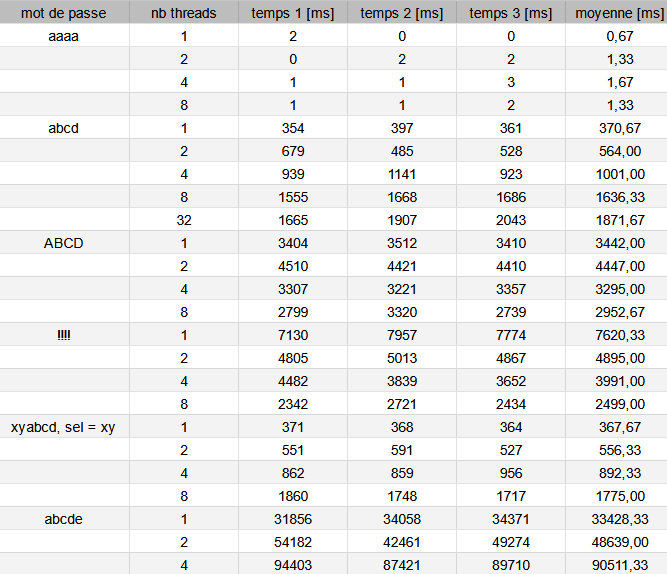 mot de passe nb threads temps 1 [ms] temps 2 [ms] temps 3 [ms] moyenne [ms]
aaaa 1 2 0 0 0,67
2 0 2 2 1,33
4 1 1 3 1,67
8 1 1 2 1,33
abcd 1 354 397 361 370,67
2 679 485 528 564,00
4 939 1141 923 1001,00
8 1555 1668 1686 1636,33
32 1665 1907 2043 1871,67
ABCD 1 3404 3512 3410 3442,00
2 4510 4421 4410 4447,00
4 3307 3221 3357 3295,00
8 2799 3320 2739 2952,67
!!!! 1 7130 7957 7774 7620,33
2 4805 5013 4867 4895,00
4 4482 3839 3652 3991,00
8 2342 2721 2434 2499,00
xyabcd, sel = xy 1 371 368 364 367,67
2 551 591 527 556,33
4 862 859 956 892,33
8 1860 1748 1717 1775,00
abcde 1 31856 34058 34371 33428,33
2 54182 42461 49274 48639,00
4 94403 87421 89710 90511,33